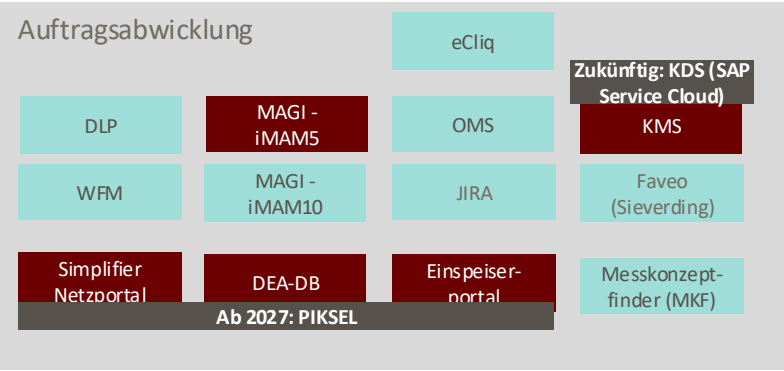 Auftragsabwicklung
eCliq
Zukünftig: KDS (SAP
Service Cloud)
DLP
MAGI -
iMAM5
OMS
KMS
WFM
MAGI -
iMAM10
JIRA
Faveo
(Sieverding)
Simplifier
Netzportal
DEA-DB
Einspeiser-
portal
Messkonzept-
finder (MKF)
Ab 2027: PIKSEL